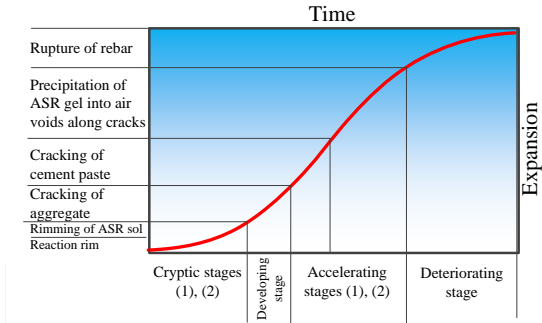 Time
Rupture of rebar
Precipitation of
ASR gel into air
voids along cracks
Cracking of
cement paste
Cracking of
aggregate
Rimming of ASR sol
Reaction rim
Expansion
Cryptic stages
(1), (2)
Developing
stage
Accelerating
stages (1), (2)
Deteriorating
stage